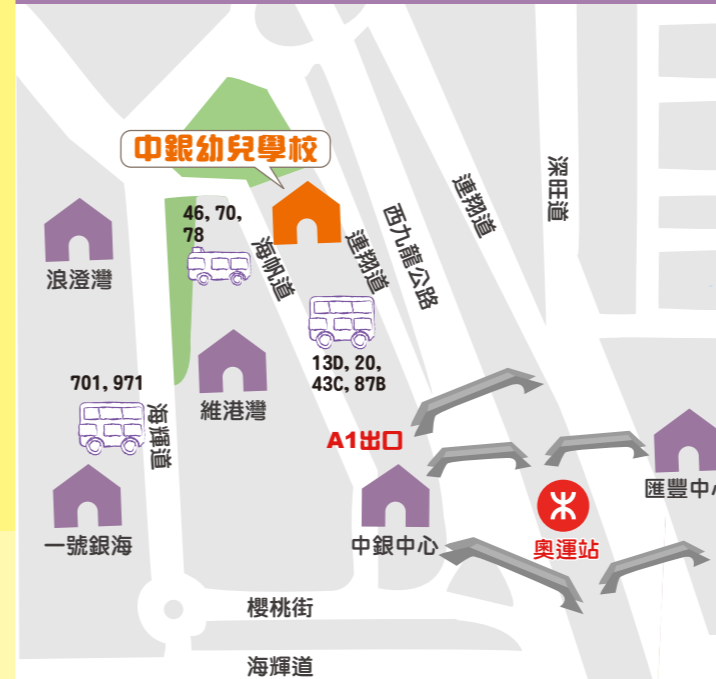 中銀幼兒學校
深旺道
連翔道
西九龍公路
46, 70,
78
海帆道
連翔道
浪澄灣
13D, 20,
43C, 87B
701, 971
維港灣
海輝道
A1出口
匯豐中心
一號銀海
中銀中心
奧運站
櫻桃街
海輝道